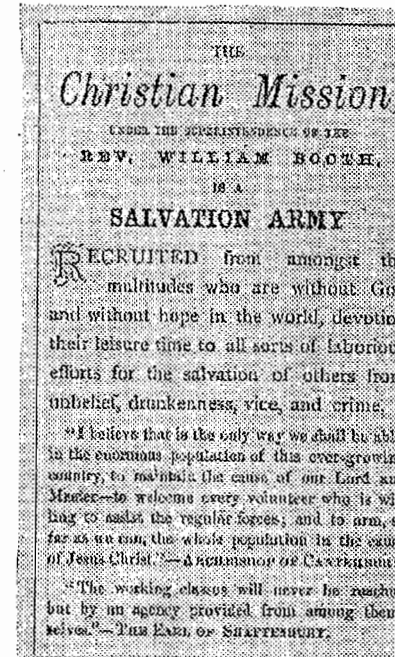 THE
Christian Mission
UNDER THE SUPERINTENDENCE OF THE
REV. WILLIAM BOOTH,
IS A
SALVATION ARMY
RECRUITED from amongst th
multitudes who are without Go
and without hope in the world, devotin
their leisure time to all sorts of laboriou
efforts for the salvation of others from
unbelief, drunkenness, vice, and crime,
"I believe that is the only way we shall be abl
in the enormous population of this ever-growin
country, to maintain the cause of our Lord an
Master—to welcome every volunteer who is wil
ling to assist the regular forces; and to arm, s
far as we can, the whole population in the caus
of Jesus Christ."—ARCHBISHOP OF CANTERBURY
"The working classes will never be reache
but by an agency provided from among them
selves."—THE EARL OF SHAFTESBURY.